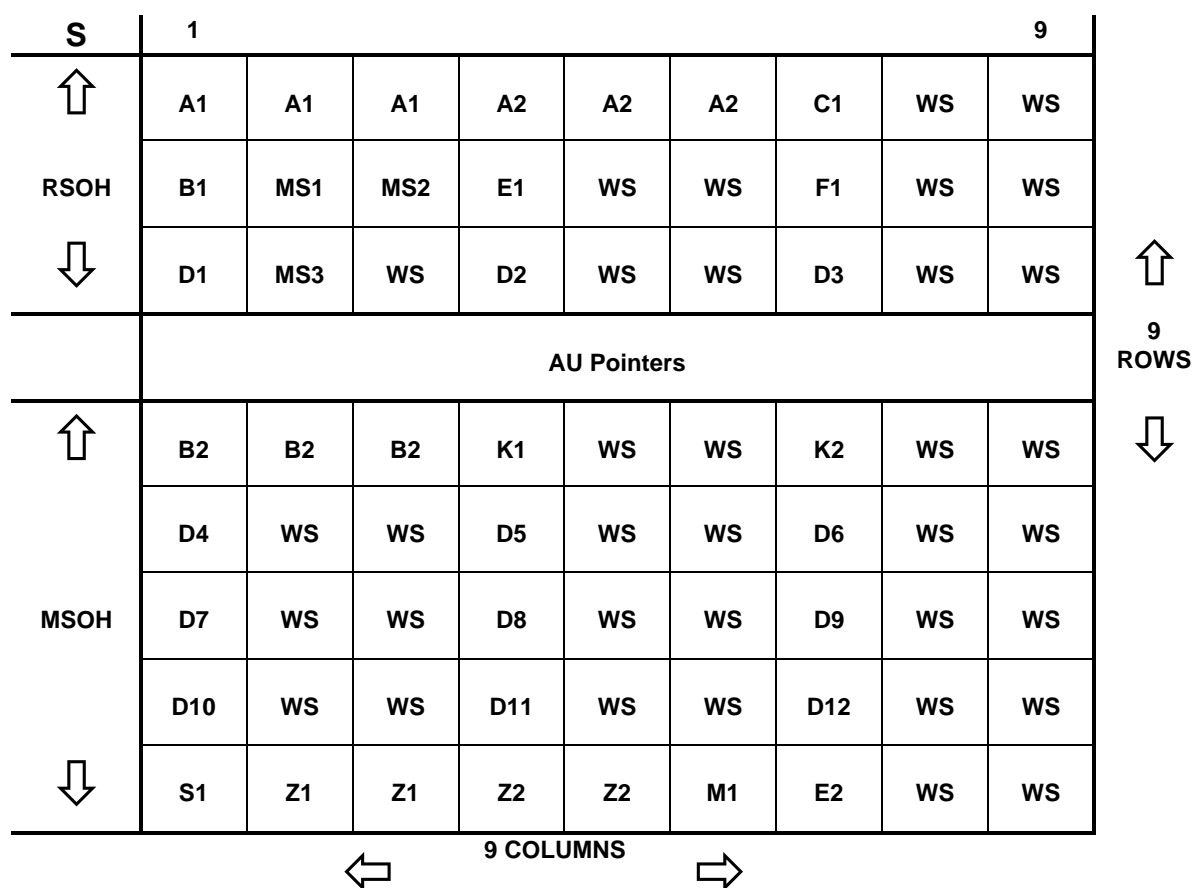 S 1 9
A1 A1 A1 A2 A2 A2 C1 WS WS
RSOH B1 MS1 MS2 E1 WS WS F1 WS WS
D1 MS3 WS D2 WS WS D3 WS WS
AU Pointers
9
ROWS
B2 B2 B2 K1 WS WS K2 WS WS
D4 WS WS D5 WS WS D6 WS WS
MSOH D7 WS WS D8 WS WS D9 WS WS
D10 WS WS D11 WS WS D12 WS WS
S1 Z1 Z1 Z2 Z2 M1 E2 WS WS
9 COLUMNS